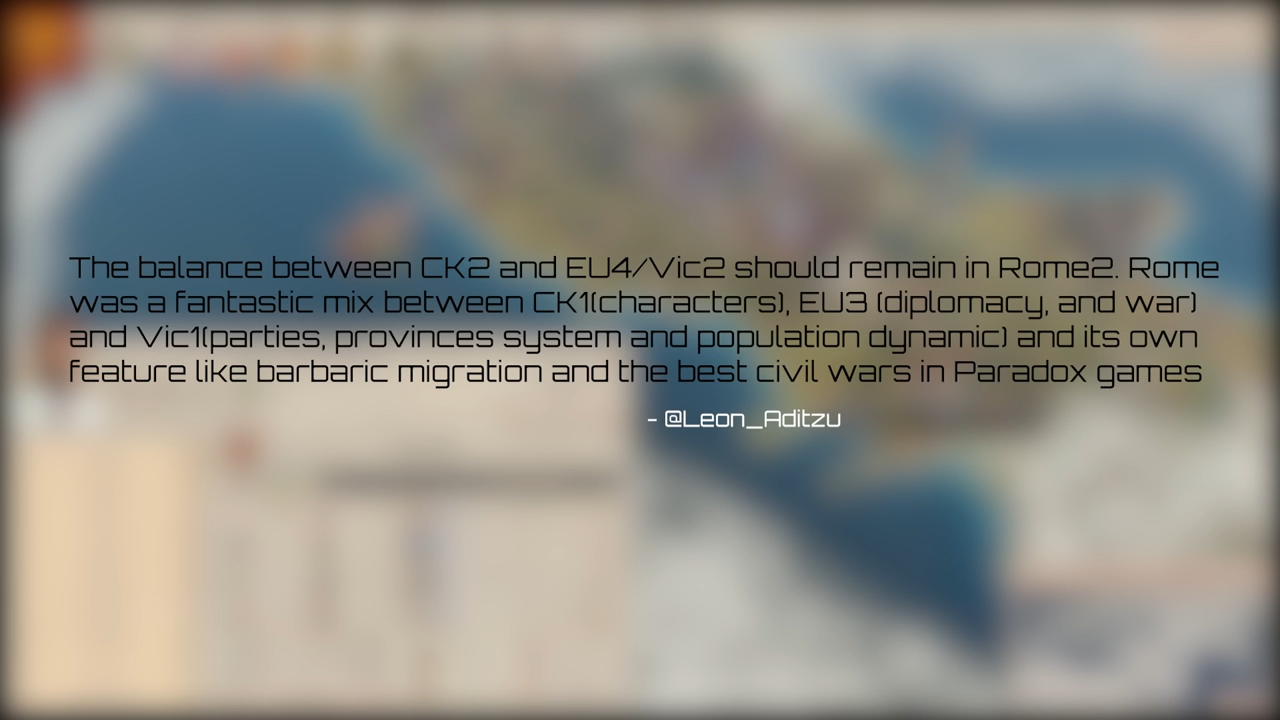 The balance between CK2 and EU4/Vic2 should remain in Rome2. Rome
was a fantastic mix between CK1(characters), EU3 (diplomacy, and war)
and Vic1(parties, provinces system and population dynamic) and its own
feature like barbaric migration and the best civil wars in Paradox games
- @Leon_Aditzu